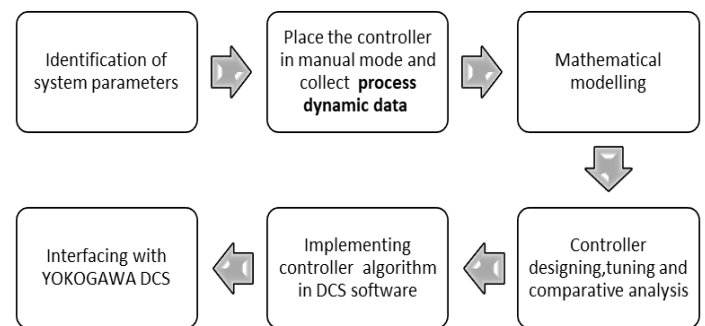 Identification of
system parameters
Place the controller
in manual mode and
collect process
dynamic data
Mathematical
modelling
Controller
designing,tuning and
comparative analysis
Implementing
controller algorithm
in DCS software
Interfacing with
YOKOGAWA DCS